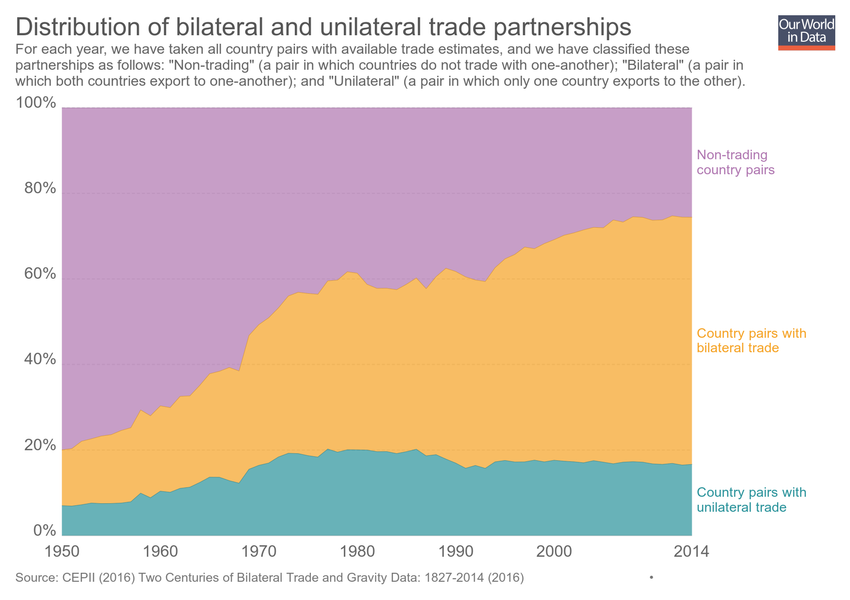 Distribution of bilateral and unilateral trade partnerships
Our World
in Data
For each year, we have taken all country pairs with available trade estimates, and we have classified these
partnerships as follows: "Non-trading" (a pair in which countries do not trade with one-another); "Bilateral" (a pair in
which both countries export to one-another); and "Unilateral" (a pair in which only one country exports to the other).
100%
80%
60%
40%
20%
0%
Non-trading
country pairs
Country pairs with
bilateral trade
Country pairs with
unilateral trade
1950 1960 1970 1980 1990 2000 2014
Source: CEPII (2016) Two Centuries of Bilateral Trade and Gravity Data: 1827-2014 (2016) •